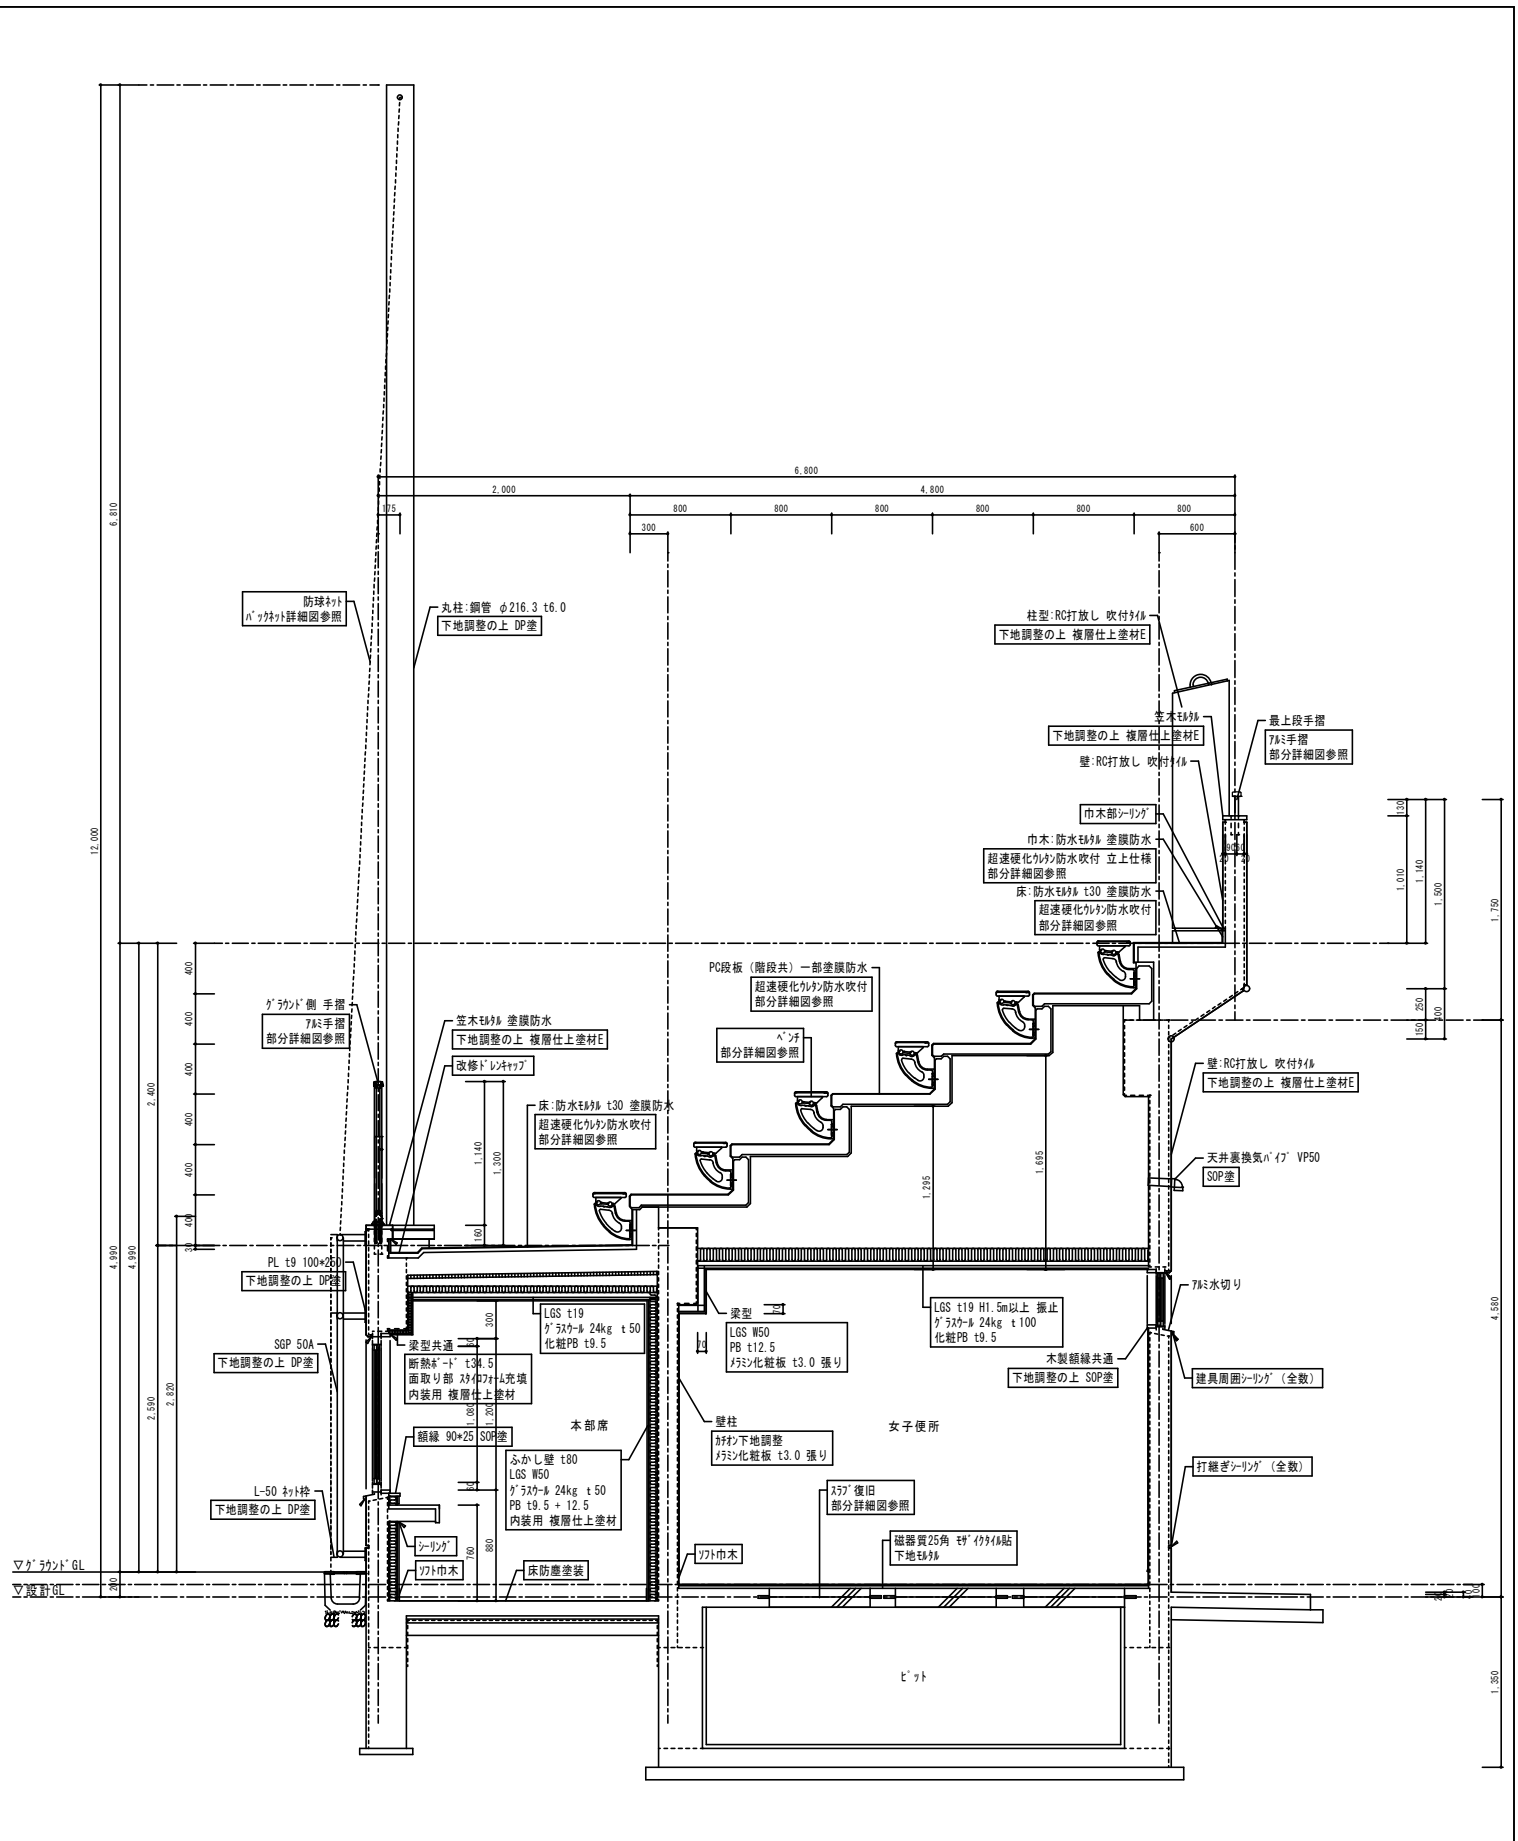 6,800
2,000
4,800
175
800
800
800
800
800
800
300
600
6,810
12,000
防球ネット
バックネット詳細図参照
丸柱:鋼管 φ216.3 t6.0
下地調整の上 DP塗
柱型:RC打放し 吹付タイル
下地調整の上 複層仕上塗材E
笠木モルタル
下地調整の上 複層仕上塗材E
壁:RC打放し 吹付タイル
最上段手摺
アルミ手摺
部分詳細図参照
巾木部シーリング
巾木:防水モルタル 塗膜防水
超速硬化ウレタン防水吹付 立上仕様
部分詳細図参照
床:防水モルタル t30 塗膜防水
超速硬化ウレタン防水吹付
部分詳細図参照
130
1,010
1,140
1,500
1,750
250
150
400
PC段板（階段共）一部塗膜防水
超速硬化ウレタン防水吹付
部分詳細図参照
ベンチ
部分詳細図参照
グラウンド側 手摺
アルミ手摺
部分詳細図参照
笠木モルタル 塗膜防水
下地調整の上 複層仕上塗材E
改修ドレンキャップ
床:防水モルタル t30 塗膜防水
超速硬化ウレタン防水吹付
部分詳細図参照
壁:RC打放し 吹付タイル
下地調整の上 複層仕上塗材E
天井裏換気パイプ VP50
SOP塗
400
400
400
400
400
400
30
2,400
4,990
4,990
2,590
2,820
1,140
1,300
160
1,295
1,695
PL t9 100*250
下地調整の上 DP塗
SGP 50A
下地調整の上 DP塗
LGS t19
グラスウール 24kg t50
化粧PB t9.5
300
60
梁型共通
断熱ボード t34.5
面取り部 スタイロフォーム充填
内装用 複層仕上塗材
1,080
1,200
梁型
LGS W50
PB t12.5
メラミン化粧板 t3.0 張り
70
70
LGS t19 H1.5m以上 振止
グラスウール 24kg t100
化粧PB t9.5
アルミ水切り
木製額縁共通
下地調整の上 SOP塗
建具周囲シーリング（全数）
4,580
本部席
女子便所
壁柱
カチオン下地調整
メラミン化粧板 t3.0 張り
額縁 90*25 SOP塗
ふかし壁 t80
LGS W50
グラスウール 24kg t50
PB t9.5 + 12.5
内装用 複層仕上塗材
打継ぎシーリング（全数）
L-50 ネット枠
下地調整の上 DP塗
60
スラブ復旧
部分詳細図参照
シーリング
760
880
磁器質25角 モザイクタイル貼
下地モルタル
ソフト巾木
ソフト巾木
床防塵塗装
▽グラウンドGL
▽設計GL
200
100
ピット
1,350